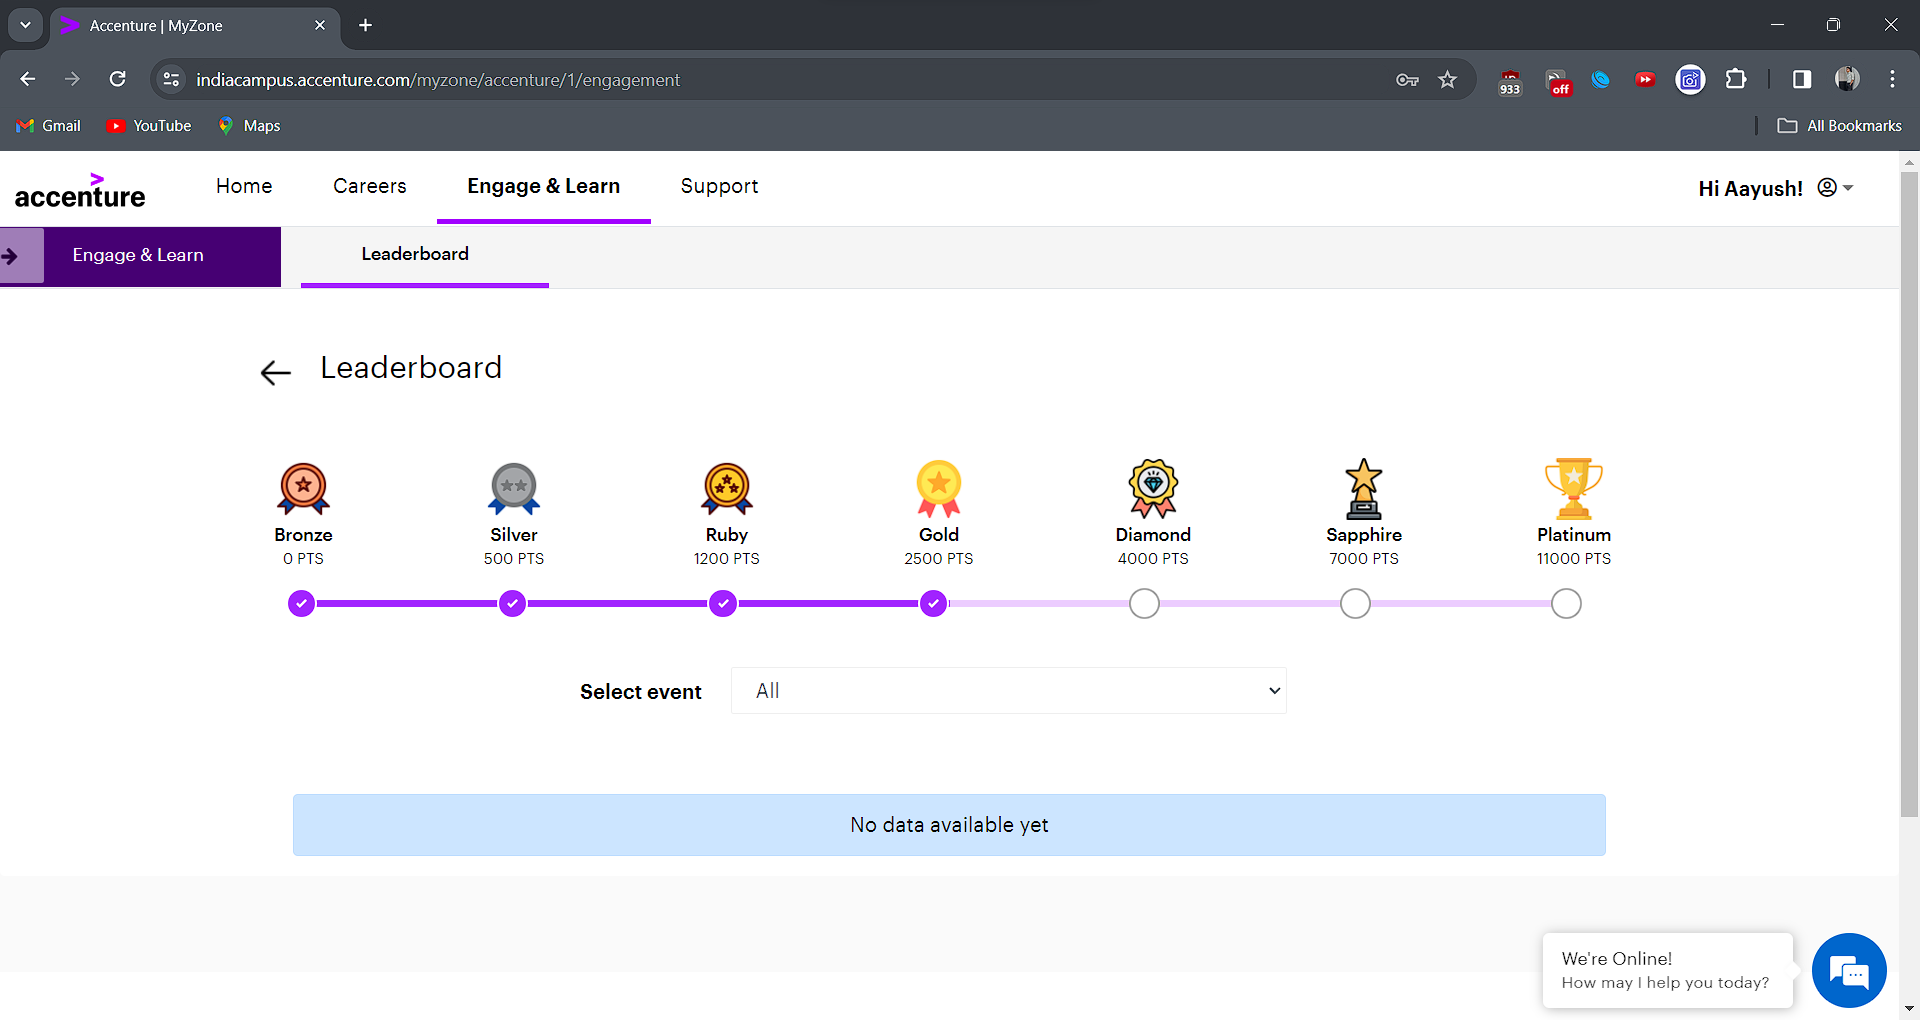 Accenture | MyZone
indiacampus.accenture.com/myzone/accenture/1/engagement
933
off
Gmail
YouTube
Maps
All Bookmarks
accenture
Home
Careers
Engage & Learn
Support
Hi Aayush!
Engage & Learn
Leaderboard
Leaderboard
Bronze
0 PTS
Silver
500 PTS
Ruby
1200 PTS
Gold
2500 PTS
Diamond
4000 PTS
Sapphire
7000 PTS
Platinum
11000 PTS
Select event
All
No data available yet
We're Online!
How may I help you today?